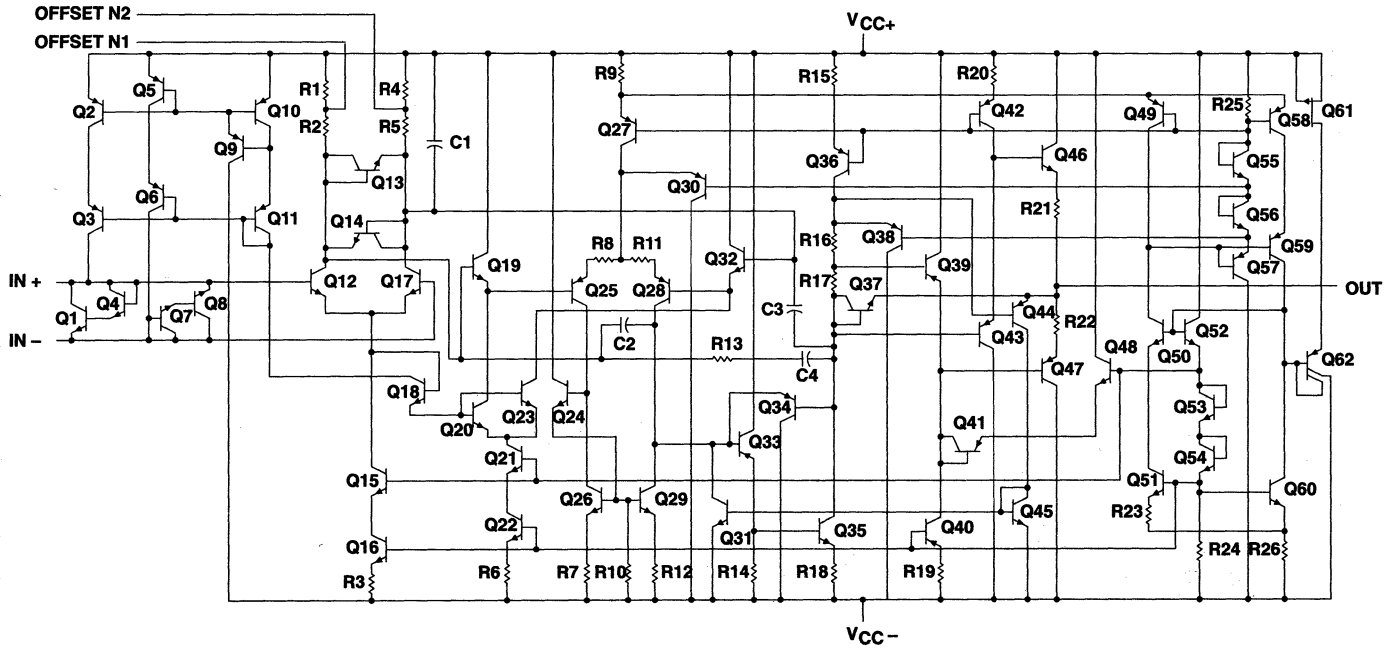 OFFSET N2
OFFSET N1
VCC+
Q5
R1
R4
R9
R15
R20
Q2
Q10
R2
R5
Q27
Q42
Q49
R25
Q58
Q61
Q9
C1
Q36
Q46
Q55
Q13
Q6
Q30
Q3
Q11
Q14
R21
Q56
R16
Q38
R8
R11
Q32
Q59
Q19
Q39
Q57
IN +
Q12
Q17
R17
Q37
Q4
Q8
Q25
Q28
OUT
Q1
Q7
C3
Q44
R22
Q52
IN –
C2
Q43
Q50
R13
Q48
Q62
C4
Q47
Q18
Q23
Q24
Q34
Q53
Q20
Q33
Q41
Q21
Q54
Q15
Q26
Q29
Q51
Q60
Q22
Q31
Q35
Q40
Q45
R23
Q16
R24
R26
R3
R6
R7
R10
R12
R14
R18
R19
VCC –